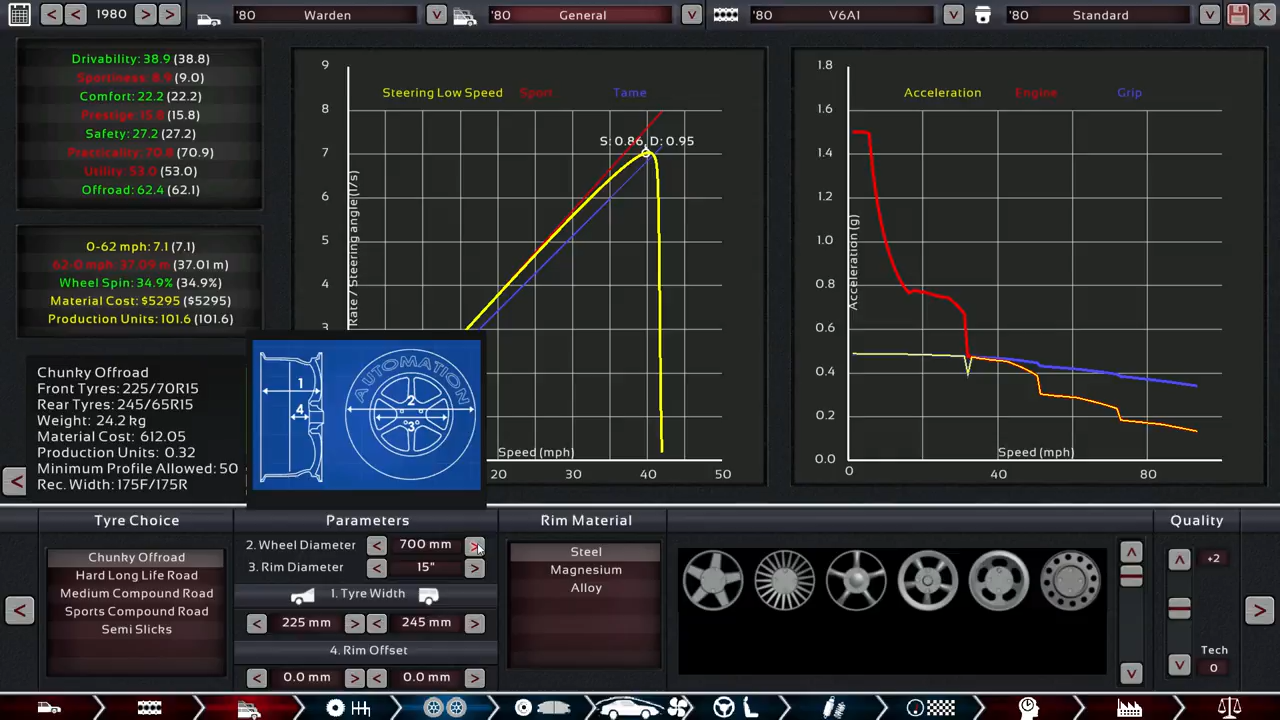 1980
'80 Warden
'80 General
'80 V6A1
'80 Standard
Drivability: 38.9 (38.8)
Sportiness: 8.9 (9.0)
Comfort: 22.2 (22.2)
Prestige: 15.8 (15.8)
Safety: 27.2 (27.2)
Practicality: 70.8 (70.9)
Utility: 53.0 (53.0)
Offroad: 62.4 (62.1)
0-62 mph: 7.1 (7.1)
62-0 mph: 37.09 m (37.01 m)
Wheel Spin: 34.9% (34.9%)
Material Cost: $5295 ($5295)
Production Units: 101.6 (101.6)
Chunky Offroad
Front Tyres: 225/70R15
Rear Tyres: 245/65R15
Weight: 24.2 kg
Material Cost: 612.05
Production Units: 0.32
Minimum Profile Allowed: 50
Rec. Width: 175F/175R
AUTOMATION
1
2
3
4
9
8
7
6
5
4
3
Steering Low Speed Sport Tame
S: 0.86, D: 0.95
Rate / Steering angle (1/s)
Speed (mph)
20 30 40 50
1.8
1.6
1.4
1.2
1.0
0.8
0.6
0.4
0.2
0.0
Acceleration Engine Grip
Acceleration (g)
Speed (mph)
0 40 80
Tyre Choice
Chunky Offroad
Hard Long Life Road
Medium Compound Road
Sports Compound Road
Semi Slicks
Parameters
2. Wheel Diameter 700 mm
3. Rim Diameter 15"
1. Tyre Width
225 mm 245 mm
4. Rim Offset
0.0 mm 0.0 mm
Rim Material
Steel
Magnesium
Alloy
Quality
+2
Tech
0